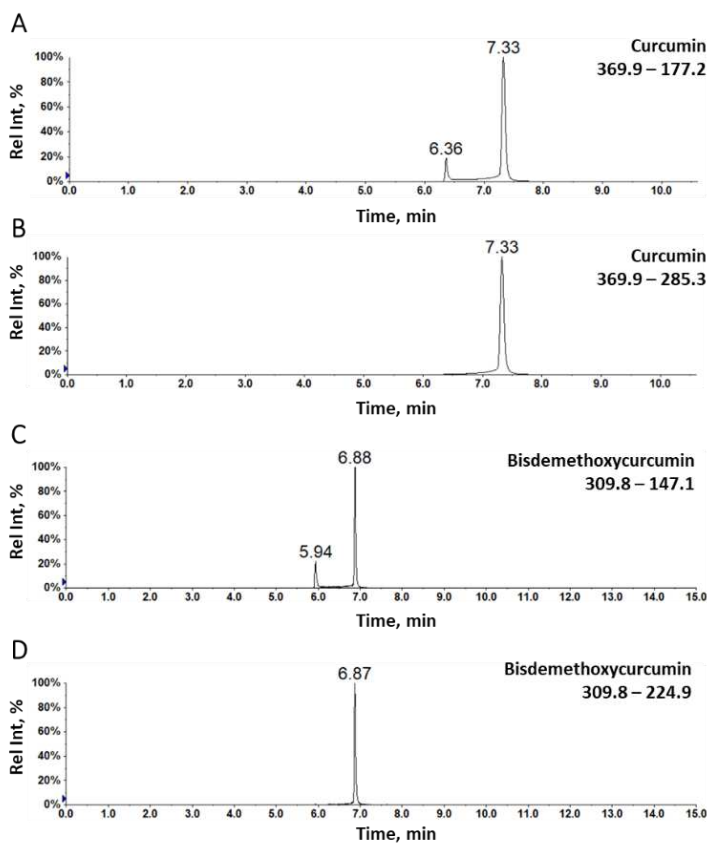 A
Curcumin
369.9 – 177.2
7.33
6.36
Rel Int, %
100%
80%
60%
40%
20%
0%
0.0 1.0 2.0 3.0 4.0 5.0 6.0 7.0 8.0 9.0 10.0
Time, min
B
Curcumin
369.9 – 285.3
7.33
Rel Int, %
100%
80%
60%
40%
20%
0%
0.0 1.0 2.0 3.0 4.0 5.0 6.0 7.0 8.0 9.0 10.0
Time, min
C
Bisdemethoxycurcumin
309.8 – 147.1
6.88
5.94
Rel Int, %
100%
80%
60%
40%
20%
0%
0.0 1.0 2.0 3.0 4.0 5.0 6.0 7.0 8.0 9.0 10.0 11.0 12.0 13.0 14.0 15.0
Time, min
D
Bisdemethoxycurcumin
309.8 – 224.9
6.87
Rel Int, %
100%
80%
60%
40%
20%
0%
0.0 1.0 2.0 3.0 4.0 5.0 6.0 7.0 8.0 9.0 10.0 11.0 12.0 13.0 14.0 15.0
Time, min